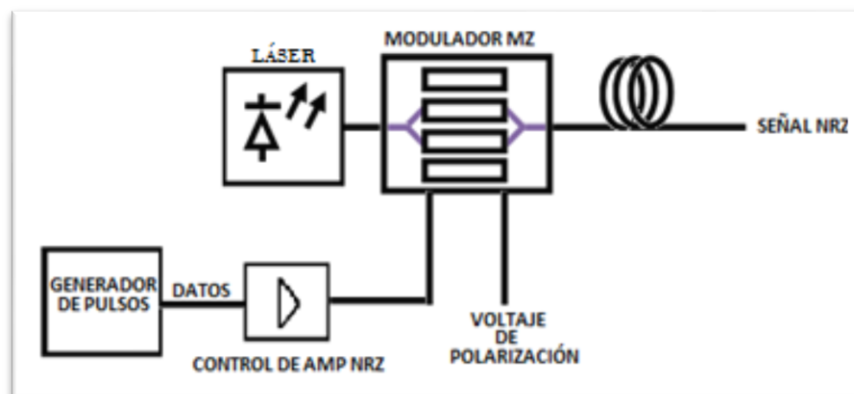 MODULADOR MZ
LÁSER
SEÑAL NRZ
GENERADOR
DE PULSOS
DATOS
VOLTAJE
DE
POLARIZACIÓN
CONTROL DE AMP NRZ